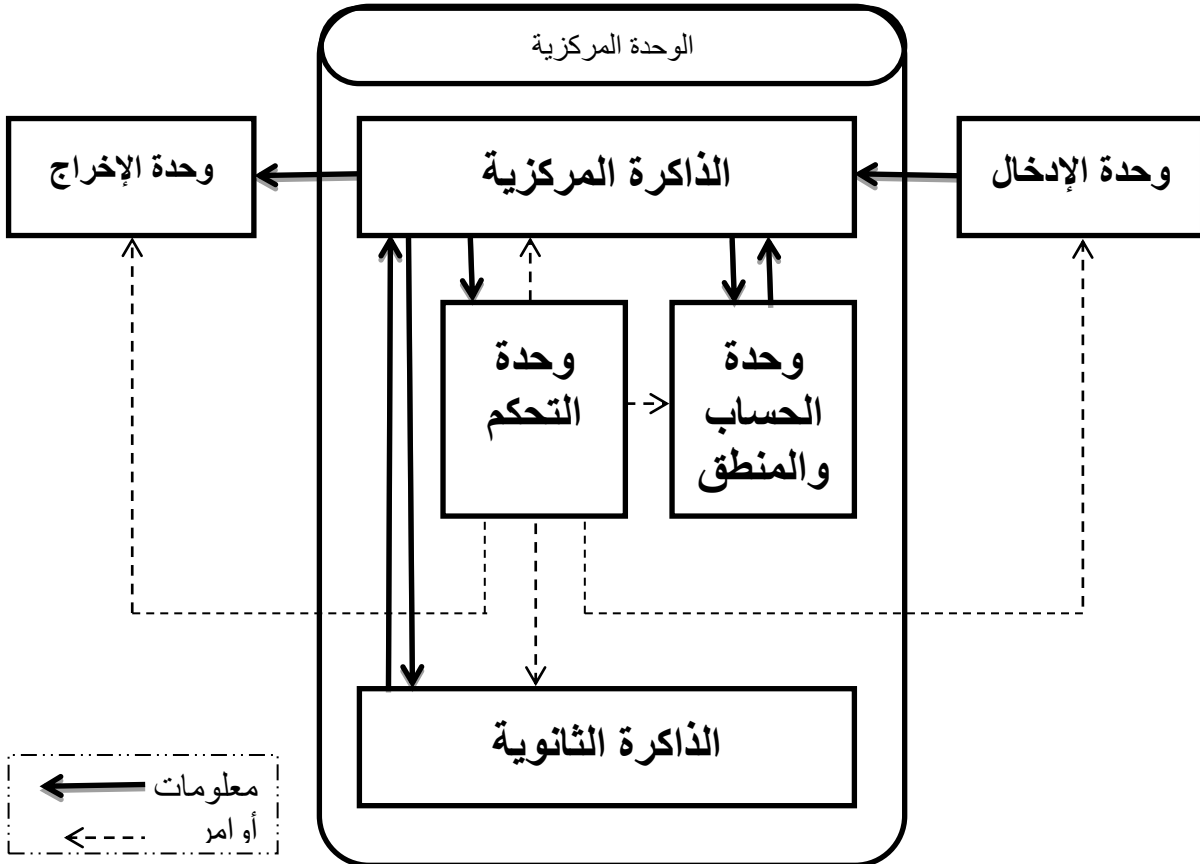 الوحدة المركزية
وحدة الإدخال
الذاكرة المركزية
وحدة الإخراج
وحدة
الحساب
والمنطق
وحدة
التحكم
الذاكرة الثانوية
معلومات
أوامر